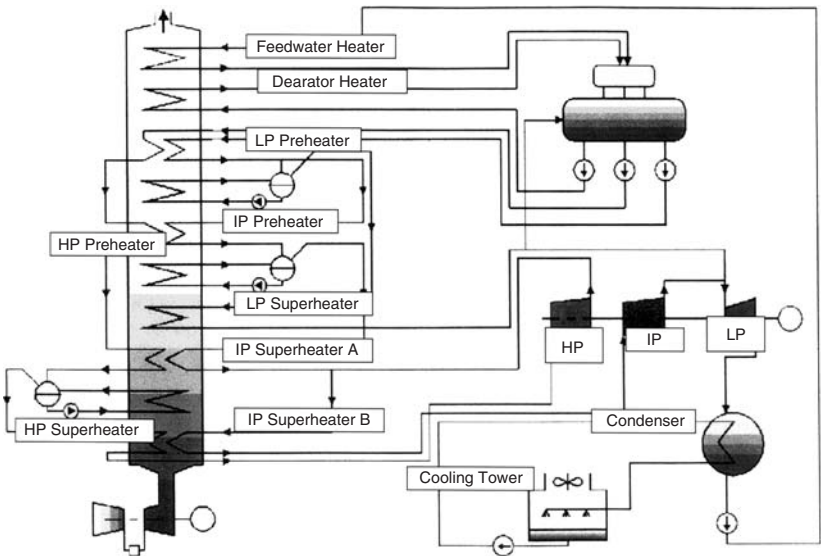 Feedwater Heater
Dearator Heater
LP Preheater
IP Preheater
HP Preheater
LP Superheater
HP
IP
LP
IP Superheater A
IP Superheater B
Condenser
HP Superheater
Cooling Tower